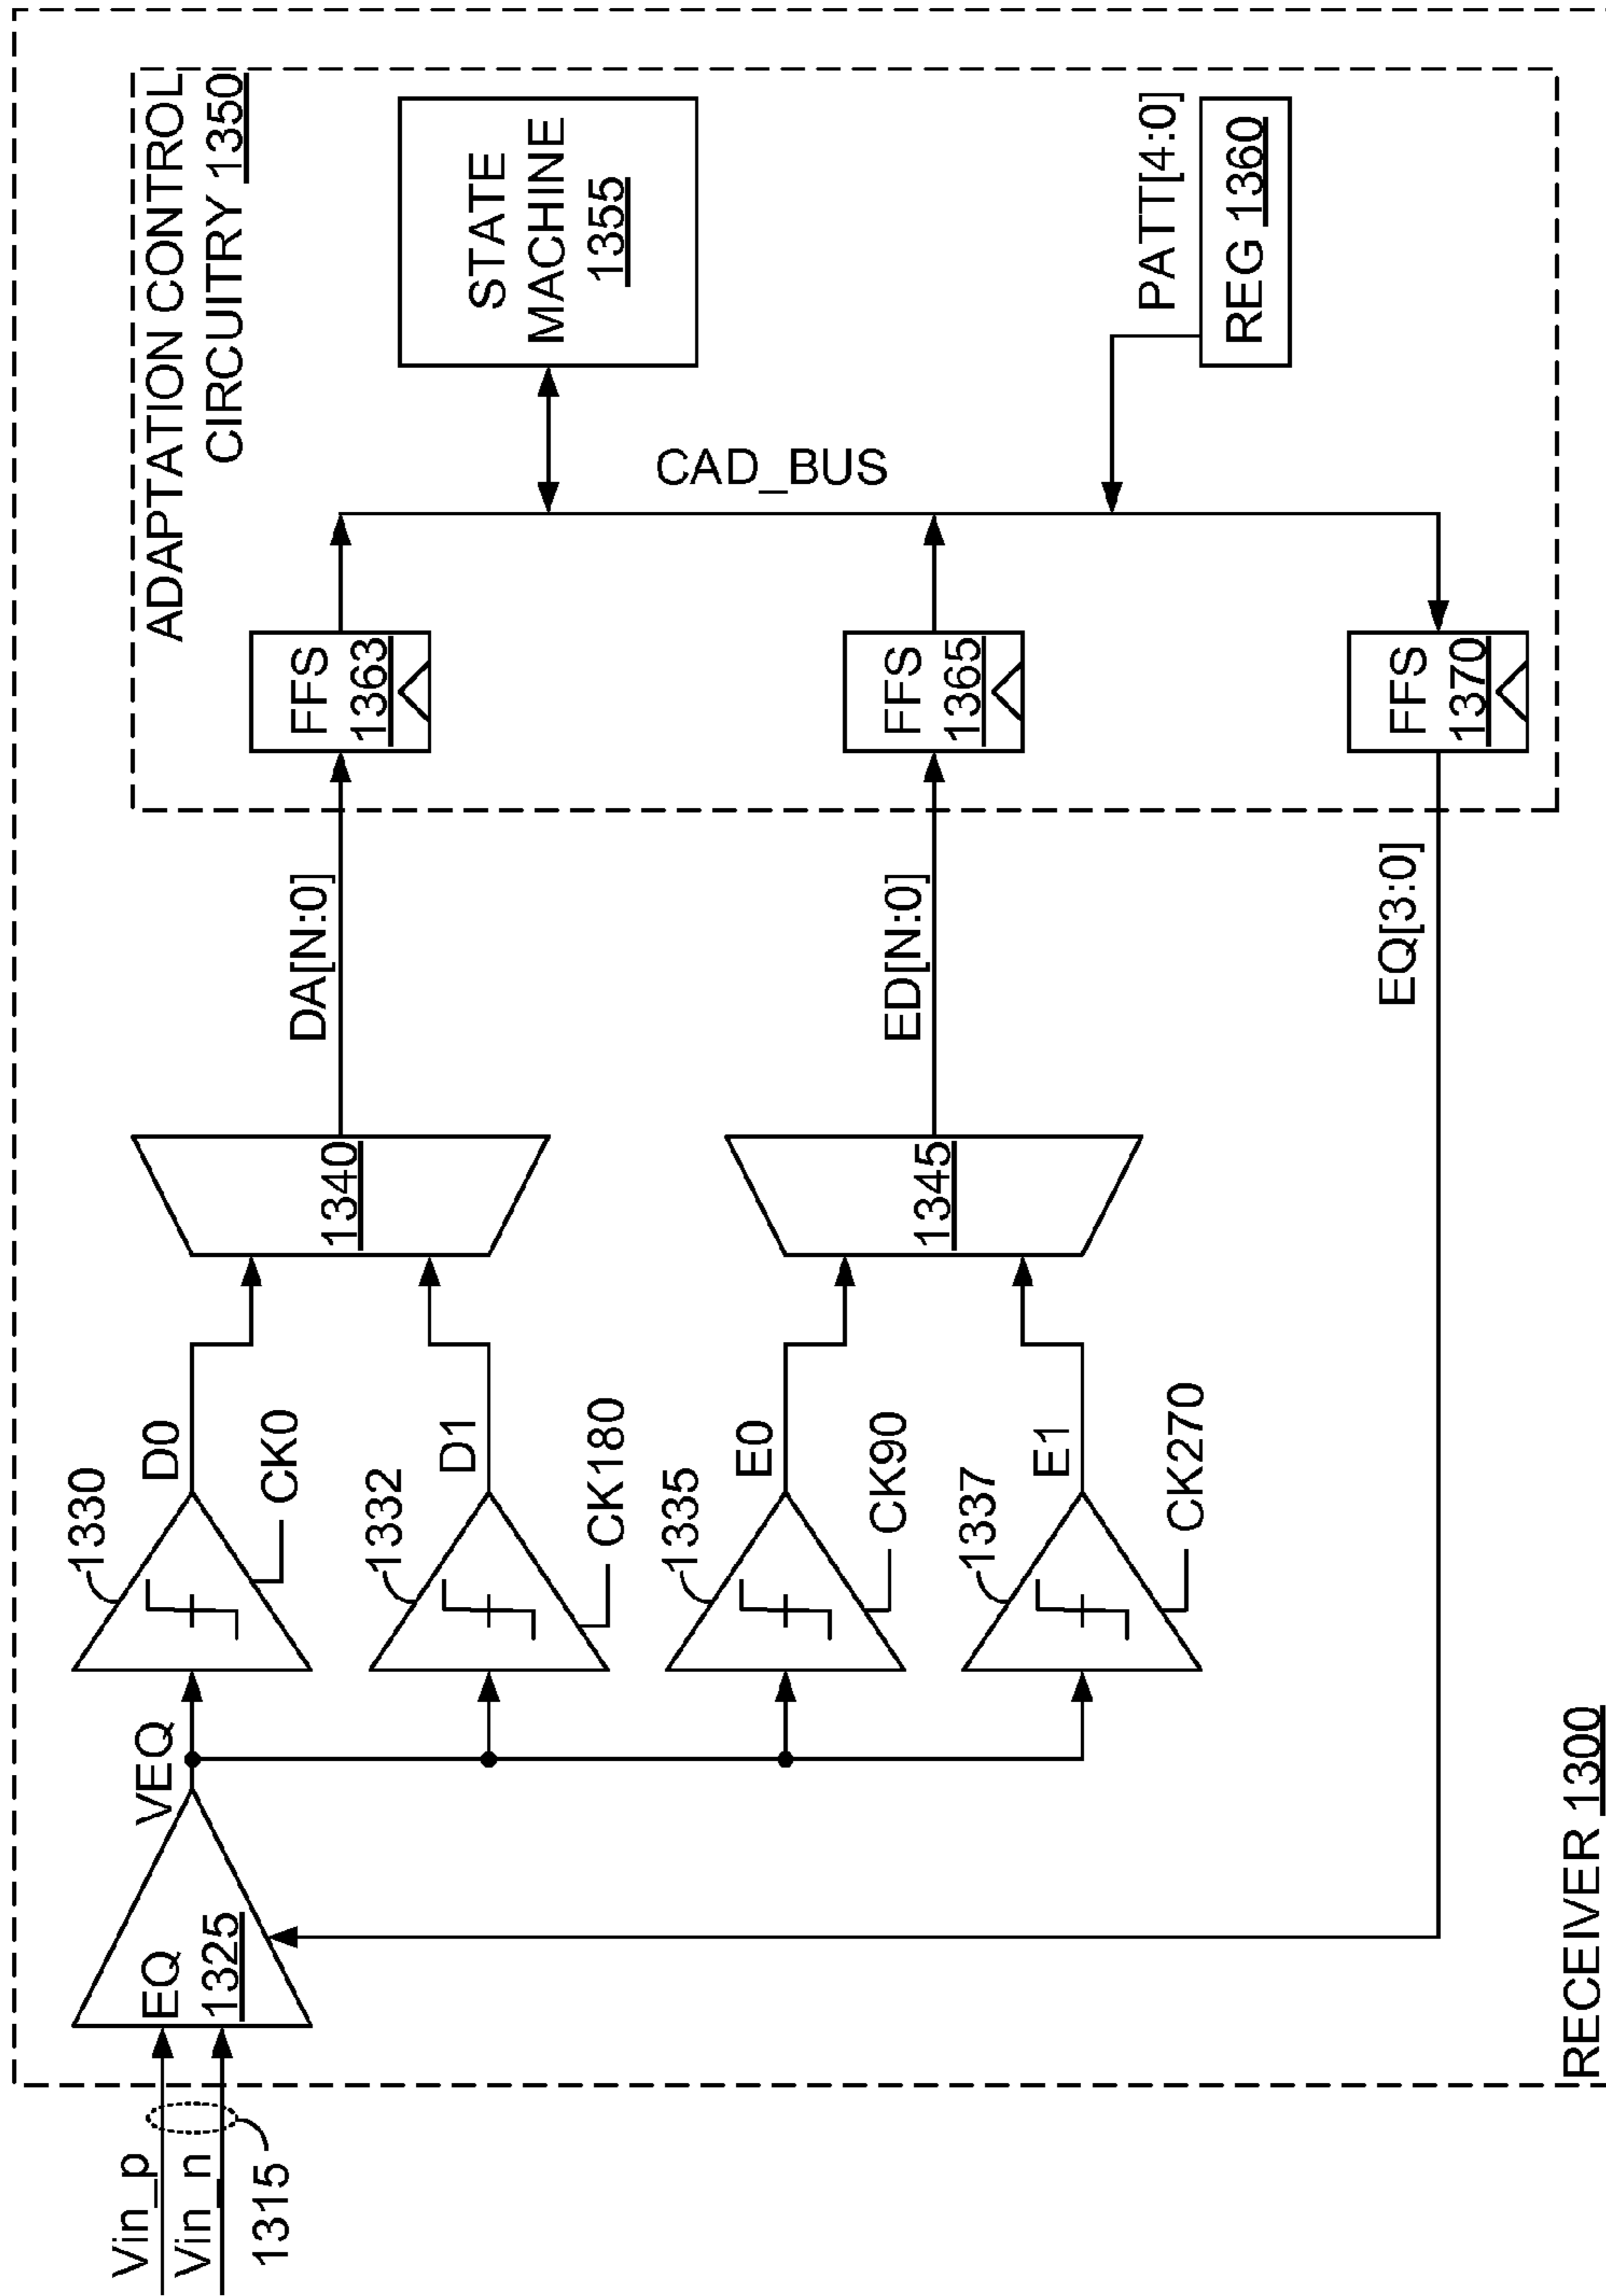 Vin_p
Vin_n
1315
EQ
1325
VEQ
1330
D0
CK0
1332
D1
CK180
1335
E0
CK90
1337
E1
CK270
1340
1345
DA[N:0]
ED[N:0]
EQ[3:0]
ADAPTATION CONTROL
CIRCUITRY 1350
FFS
1363
FFS
1365
FFS
1370
CAD_BUS
STATE
MACHINE
1355
PATT[4:0]
REG 1360
RECEIVER 1300